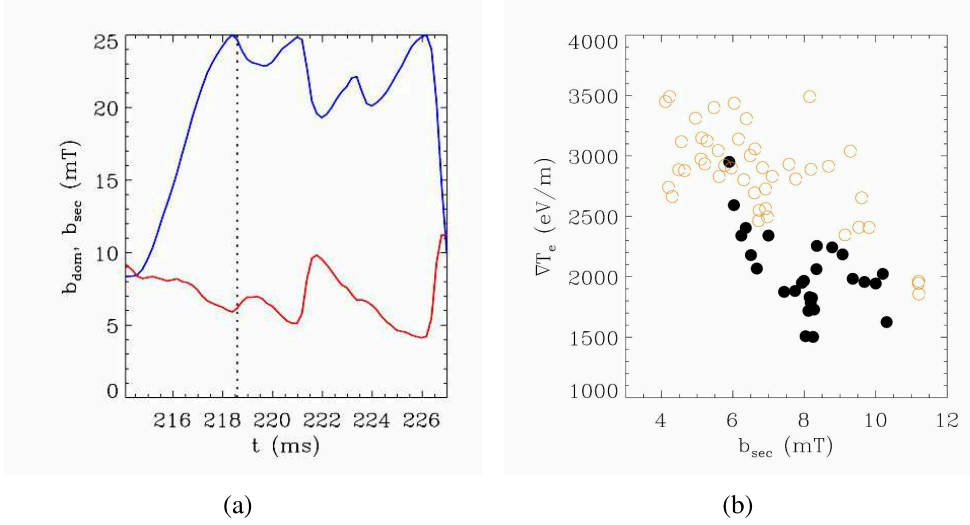 25
20
15
10
5
0
b_dom, b_sec (mT)
216 218 220 222 224 226
t (ms)
(a)
4000
3500
3000
2500
2000
1500
1000
∇T_e (eV/m)
4 6 8 10 12
b_sec (mT)
(b)